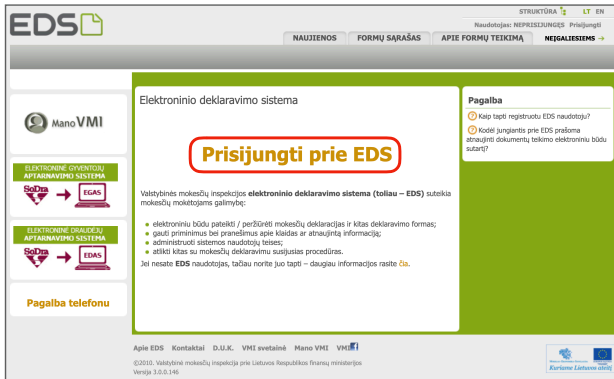 EDS
STRUKTŪRA LT EN
Naudotojas: NEPRISIJUNGĘS Prisijungti
NAUJIENOS FORMŲ SĄRAŠAS APIE FORMŲ TEIKIMĄ NEĮGALIESIEMS →
Mano VMI
ELEKTRONINĖ GYVENTOJŲ
APTARNAVIMO SISTEMA
SoDra → EGAS
ELEKTRONINĖ DRAUDĖJŲ
APTARNAVIMO SISTEMA
SoDra → EDAS
Pagalba telefonu
Elektroninio deklaravimo sistema
Prisijungti prie EDS
Valstybinės mokesčių inspekcijos elektroninio deklaravimo sistema (toliau – EDS) suteikia
mokesčių mokėtojams galimybę:
elektroniniu būdu pateikti / peržiūrėti mokesčių deklaracijas ir kitas deklaravimo formas;
gauti priminimus bei pranešimus apie klaidas ar atnaujintą informaciją;
administruoti sistemos naudotojų teises;
atlikti kitas su mokesčių deklaravimu susijusias procedūras.
Jei nesate EDS naudotojas, tačiau norite juo tapti – daugiau informacijos rasite čia.
Pagalba
Kaip tapti registruotu EDS naudotoju?
Kodėl jungiantis prie EDS prašoma
atnaujinti dokumentų teikimo elektroniniu būdu
sutartį?
Apie EDS Kontaktai D.U.K. VMI svetainė Mano VMI VMI
©2010. Valstybinė mokesčių inspekcija prie Lietuvos Respublikos finansų ministerijos
Versija 3.0.0.146
Kuriame Lietuvos ateitį